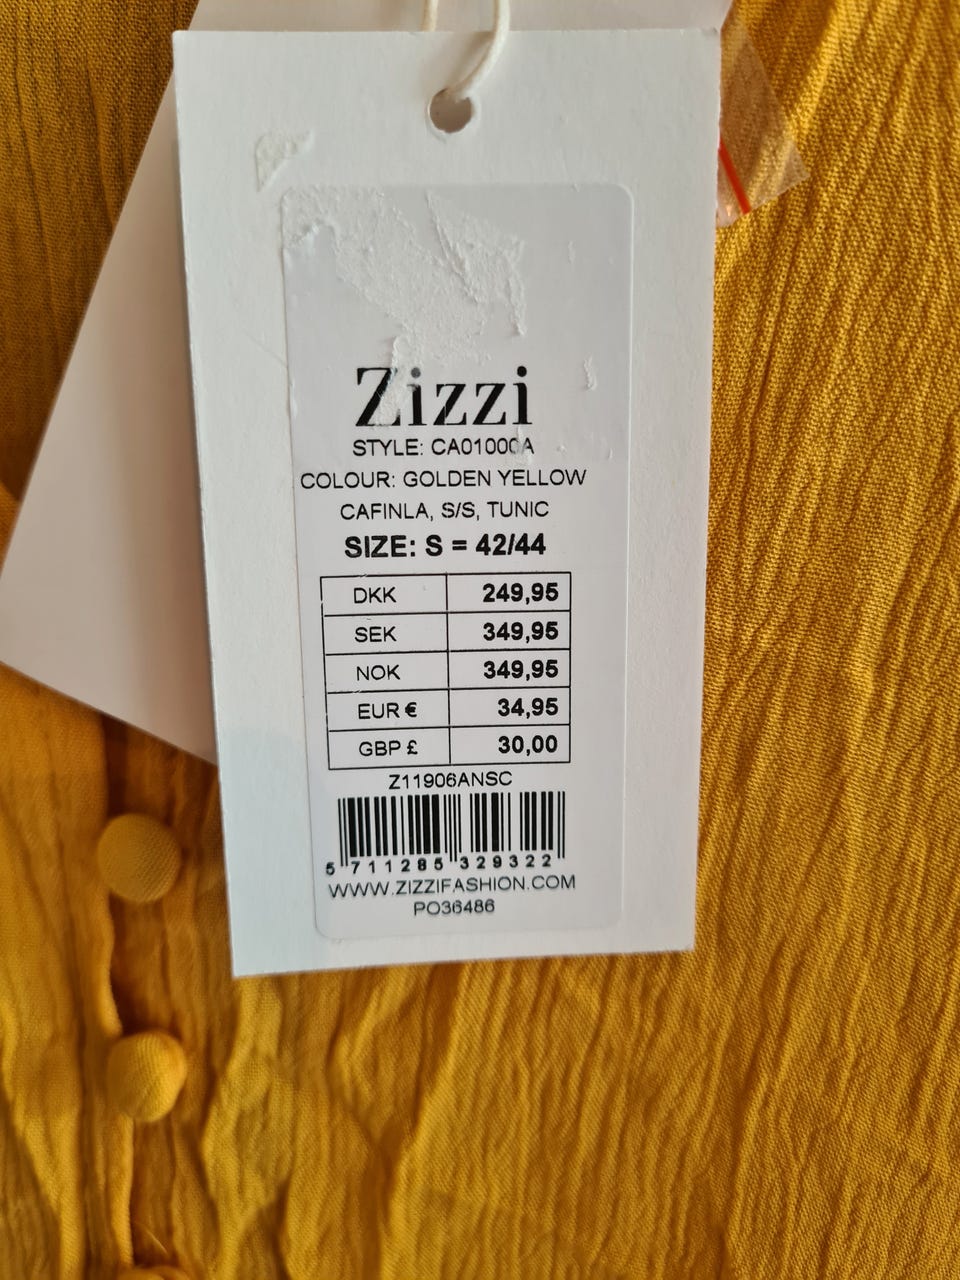 Zizzi
STYLE: CA01000A
COLOUR: GOLDEN YELLOW
CAFINLA, S/S, TUNIC
SIZE: S = 42/44
DKK 249,95
SEK 349,95
NOK 349,95
EUR € 34,95
GBP £ 30,00
Z11906ANSC
5 711285 329322
WWW.ZIZZIFASHION.COM
PO36486